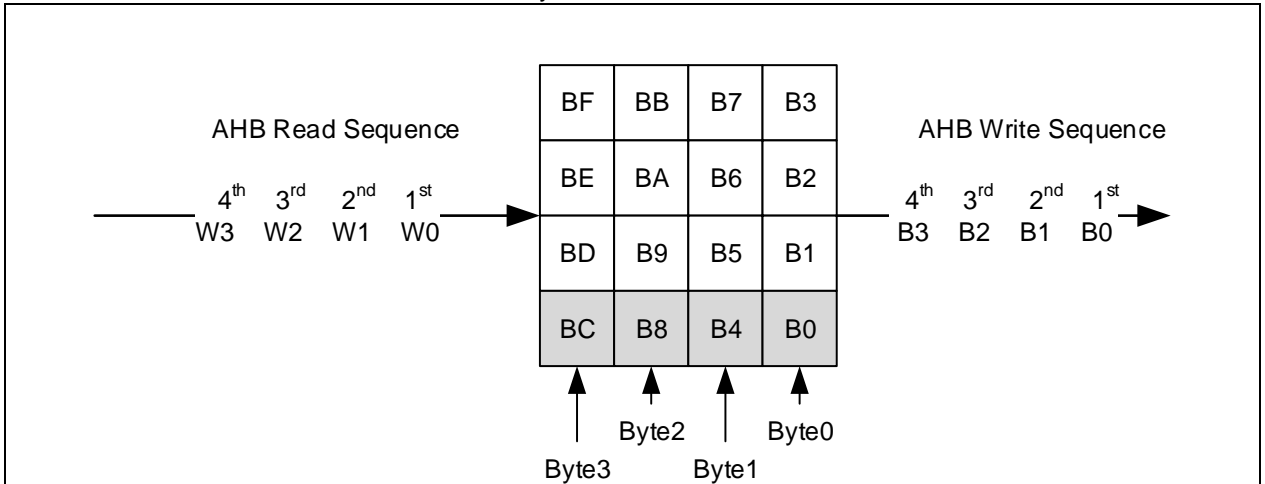 BF BB B7 B3
AHB Read Sequence
AHB Write Sequence
BE BA B6 B2
4th 3rd 2nd 1st
W3 W2 W1 W0
4th 3rd 2nd 1st
B3 B2 B1 B0
BD B9 B5 B1
BC B8 B4 B0
Byte2 Byte0
Byte3 Byte1